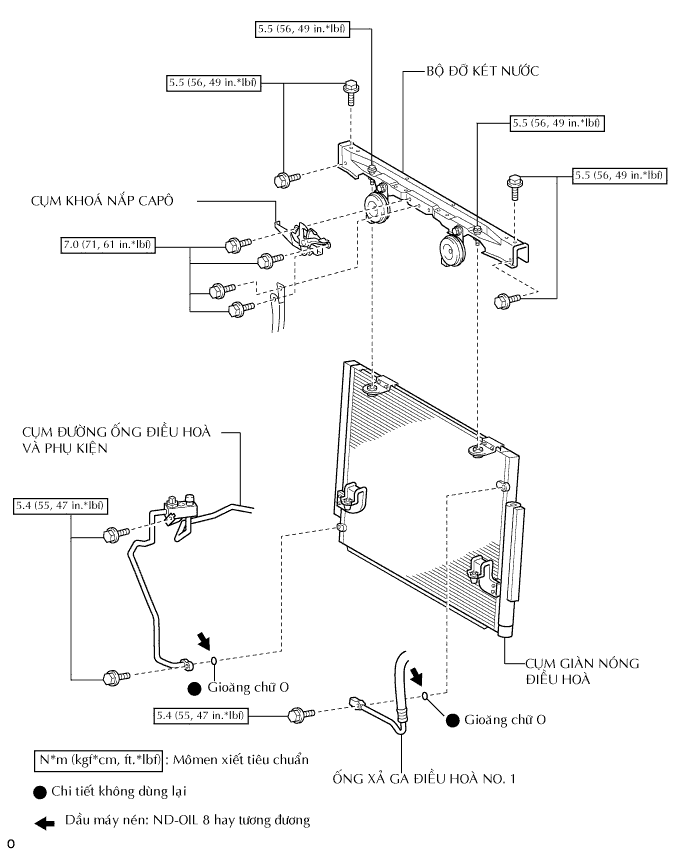 5.5 (56, 49 in.*lbf)
BỘ ĐỠ KÉT NƯỚC
5.5 (56, 49 in.*lbf)
5.5 (56, 49 in.*lbf)
5.5 (56, 49 in.*lbf)
CỤM KHOÁ NẮP CAPÔ
7.0 (71, 61 in.*lbf)
CỤM ĐƯỜNG ỐNG ĐIỀU HOÀ
VÀ PHỤ KIỆN
5.4 (55, 47 in.*lbf)
CỤM GIÀN NÓNG
ĐIỀU HOÀ
Gioăng chữ O
5.4 (55, 47 in.*lbf)
Gioăng chữ O
N*m (kgf*cm, ft.*lbf) : Mômen xiết tiêu chuẩn
ỐNG XẢ GA ĐIỀU HOÀ NO. 1
Chi tiết không dùng lại
Dầu máy nén: ND-OIL 8 hay tương đương
O